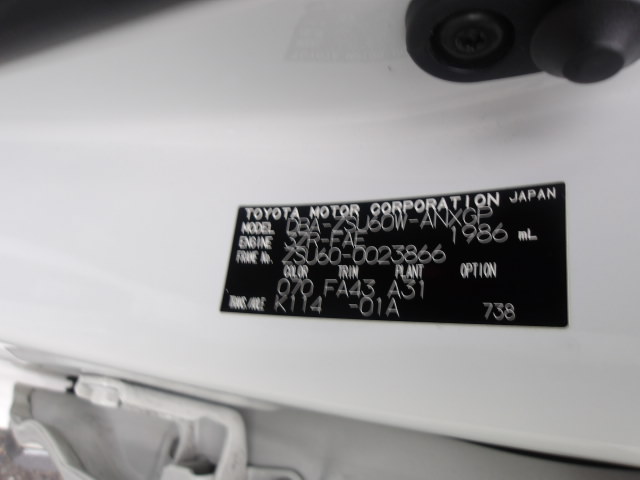 TOYOTA MOTOR CORPORATION JAPAN
MODEL DBA-ZSU60W-ANXGP
ENGINE 3ZR-FAE 1986 mL
FRAME No. ZSU60-0023866
COLOR TRIM PLANT OPTION
070 FA43 A31
TRANS./AXLE K114 -01A 738